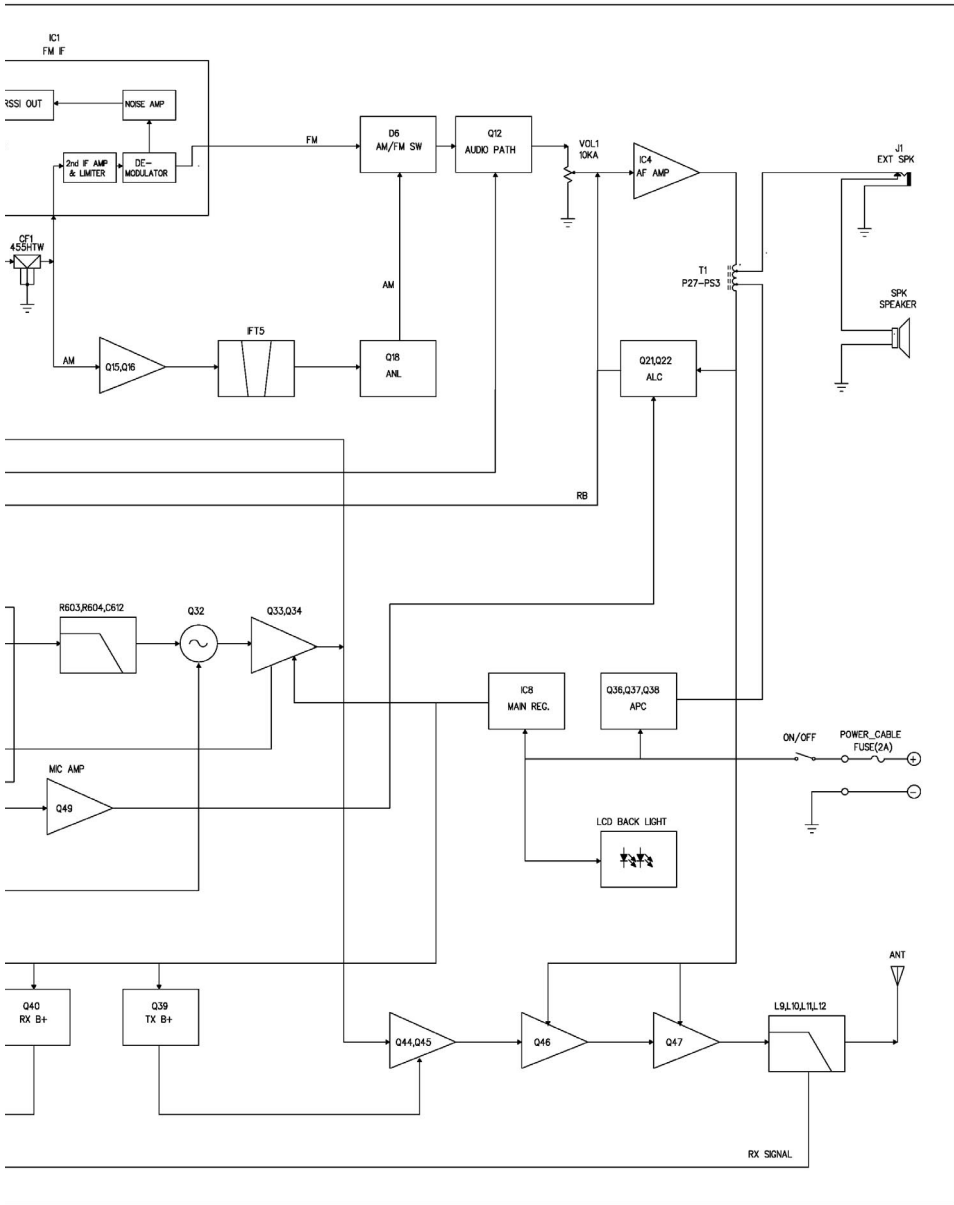 IC1
FM IF
RSSI OUT
NOISE AMP
2nd IF AMP
& LIMITER
DE-
MODULATOR
FM
D6
AM/FM SW
Q12
AUDIO PATH
VOL1
10KA
IC4
AF AMP
J1
EXT SPK
CF1
455HTW
AM
T1
P27-PS3
SPK
SPEAKER
AM
Q15,Q16
IFT5
Q18
ANL
Q21,Q22
ALC
RB
R603,R604,C612
Q32
Q33,Q34
IC8
MAIN REG.
Q36,Q37,Q38
APC
ON/OFF
POWER_CABLE
FUSE(2A)
MIC AMP
Q49
LCD BACK LIGHT
ANT
Q40
RX B+
Q39
TX B+
Q44,Q45
Q46
Q47
L9,L10,L11,L12
RX SIGNAL